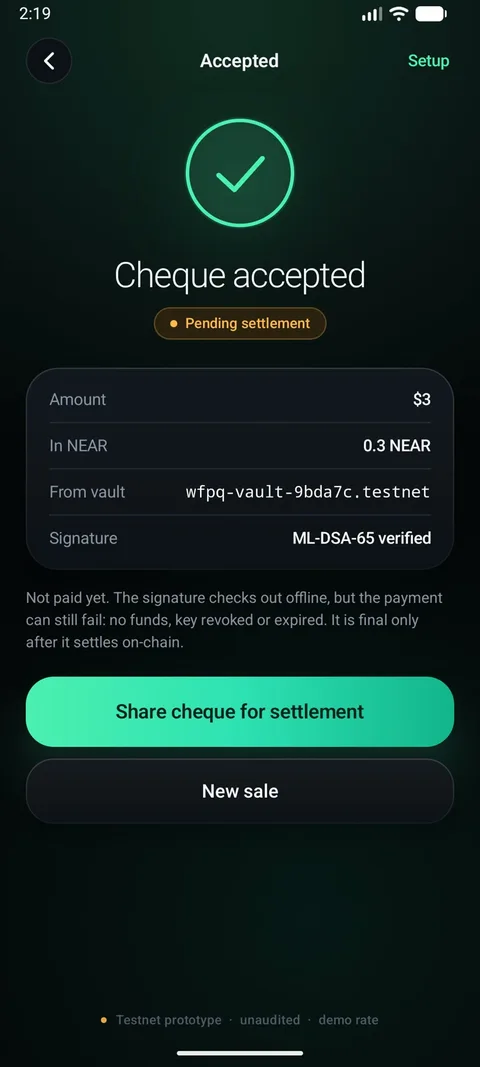 2:19
Accepted
Setup
Cheque accepted
Pending settlement
Amount
$3
In NEAR
0.3 NEAR
From vault
wfpq-vault-9bda7c.testnet
Signature
ML-DSA-65 verified
Not paid yet. The signature checks out offline, but the payment
can still fail: no funds, key revoked or expired. It is final only
after it settles on-chain.
Share cheque for settlement
New sale
Testnet prototype · unaudited · demo rate